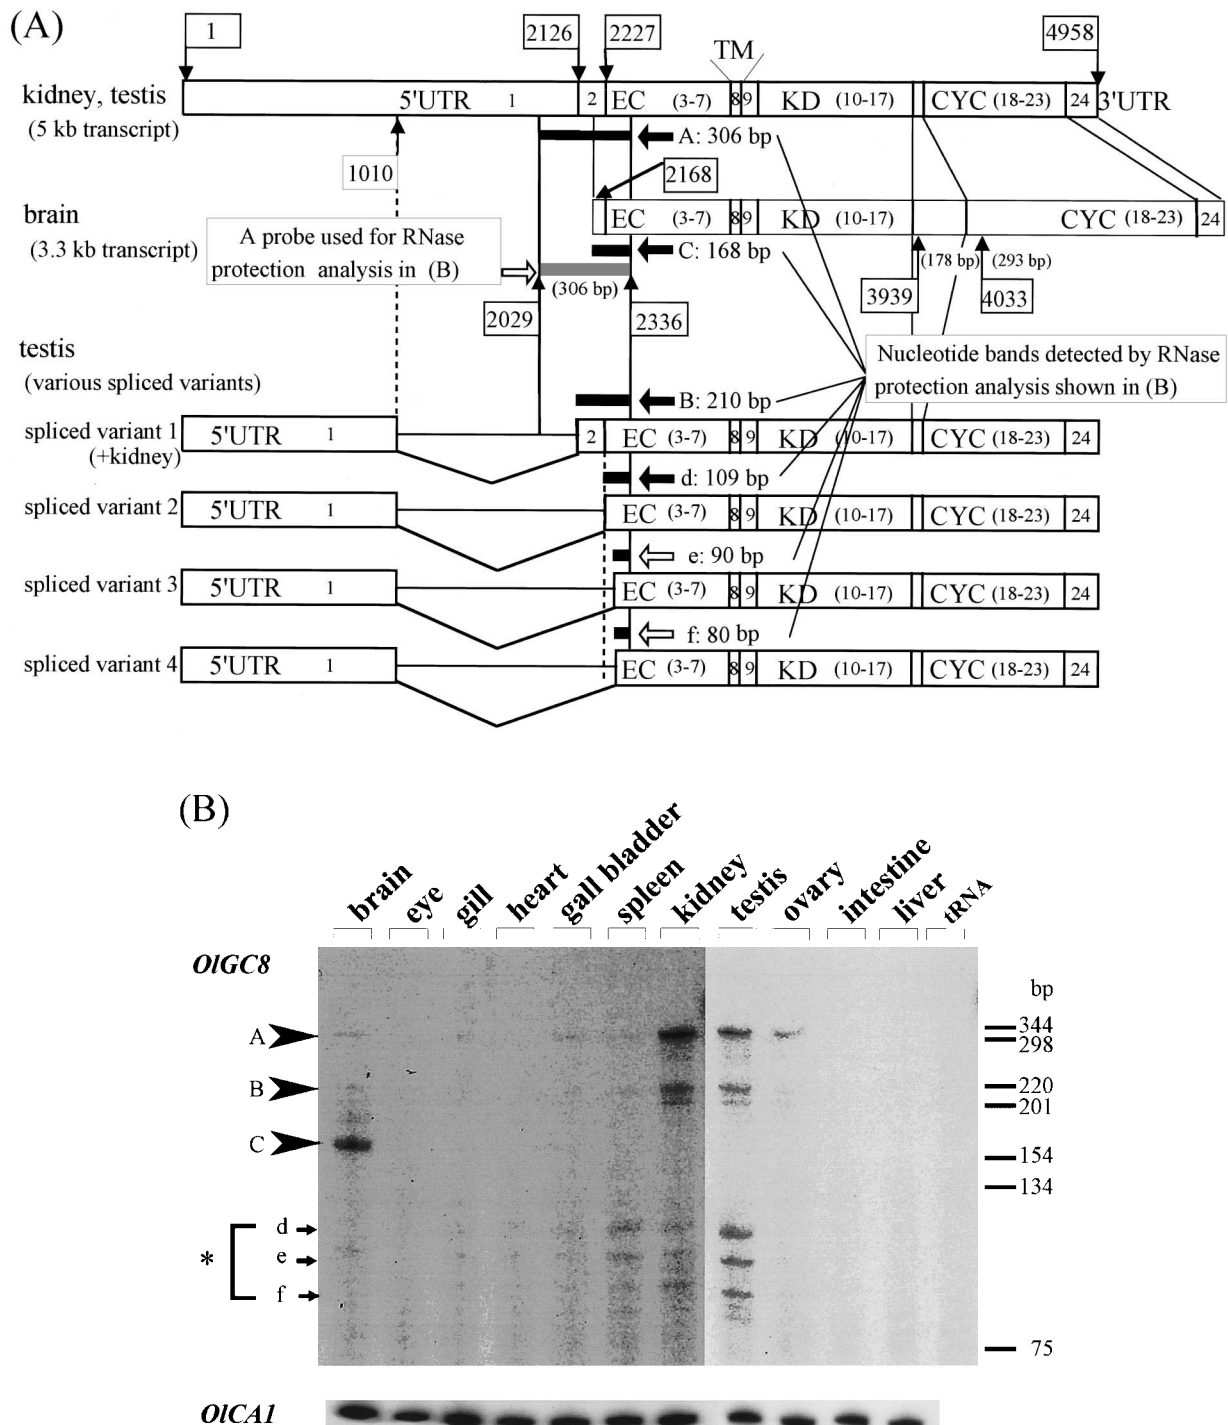 (A)
1 2126 2227 4958
TM
kidney, testis 5'UTR 1 2 EC (3-7) 8 9 KD (10-17) CYC (18-23) 24 3'UTR
(5 kb transcript)
A: 306 bp
1010
2168
brain EC (3-7) 8 9 KD (10-17) CYC (18-23) 24
(3.3 kb transcript)
A probe used for RNase
protection analysis in (B)
C: 168 bp
(178 bp) (293 bp)
(306 bp)
3939 4033
2029 2336
testis
(various spliced variants)
Nucleotide bands detected by RNase
protection analysis shown in (B)
B: 210 bp
spliced variant 1 5'UTR 1 2 EC (3-7) 8 9 KD (10-17) CYC (18-23) 24
(+kidney)
d: 109 bp
spliced variant 2 5'UTR 1 EC (3-7) 8 9 KD (10-17) CYC (18-23) 24
e: 90 bp
spliced variant 3 5'UTR 1 EC (3-7) 8 9 KD (10-17) CYC (18-23) 24
f: 80 bp
spliced variant 4 5'UTR 1 EC (3-7) 8 9 KD (10-17) CYC (18-23) 24
(B)
brain eye gill heart gall bladder spleen kidney testis ovary intestine liver tRNA
OlGC8
bp
A
344
298
B
220
201
C
154
134
d
* e
f
75
OlCA1